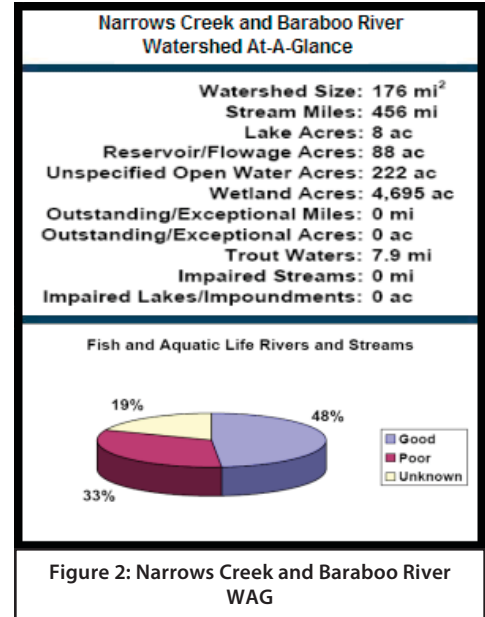 Narrows Creek and Baraboo River
Watershed At-A-Glance
Watershed Size: 176 mi²
Stream Miles: 456 mi
Lake Acres: 8 ac
Reservoir/Flowage Acres: 88 ac
Unspecified Open Water Acres: 222 ac
Wetland Acres: 4,695 ac
Outstanding/Exceptional Miles: 0 mi
Outstanding/Exceptional Acres: 0 ac
Trout Waters: 7.9 mi
Impaired Streams: 0 mi
Impaired Lakes/Impoundments: 0 ac
Fish and Aquatic Life Rivers and Streams
19%
48%
33%
Good
Poor
Unknown
Figure 2: Narrows Creek and Baraboo River
WAG